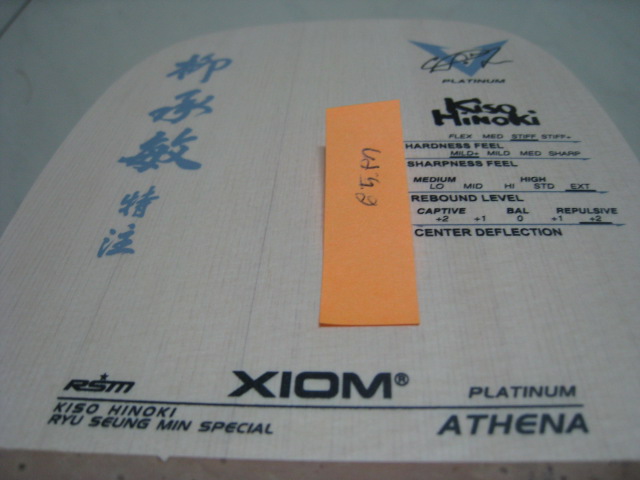 柳
承
敏
特
注
PLATINUM
KISO
HINOKI
FLEX MED STIFF STIFF+
HARDNESS FEEL
MILD+ MILD MED SHARP
SHARPNESS FEEL
MEDIUM HIGH
LO MID HI STD EXT
REBOUND LEVEL
CAPTIVE BAL REPULSIVE
+2 +1 0 +1 +2
CENTER DEFLECTION
RSM
XIOM®
PLATINUM
KISO HINOKI
RYU SEUNG MIN SPECIAL
ATHENA